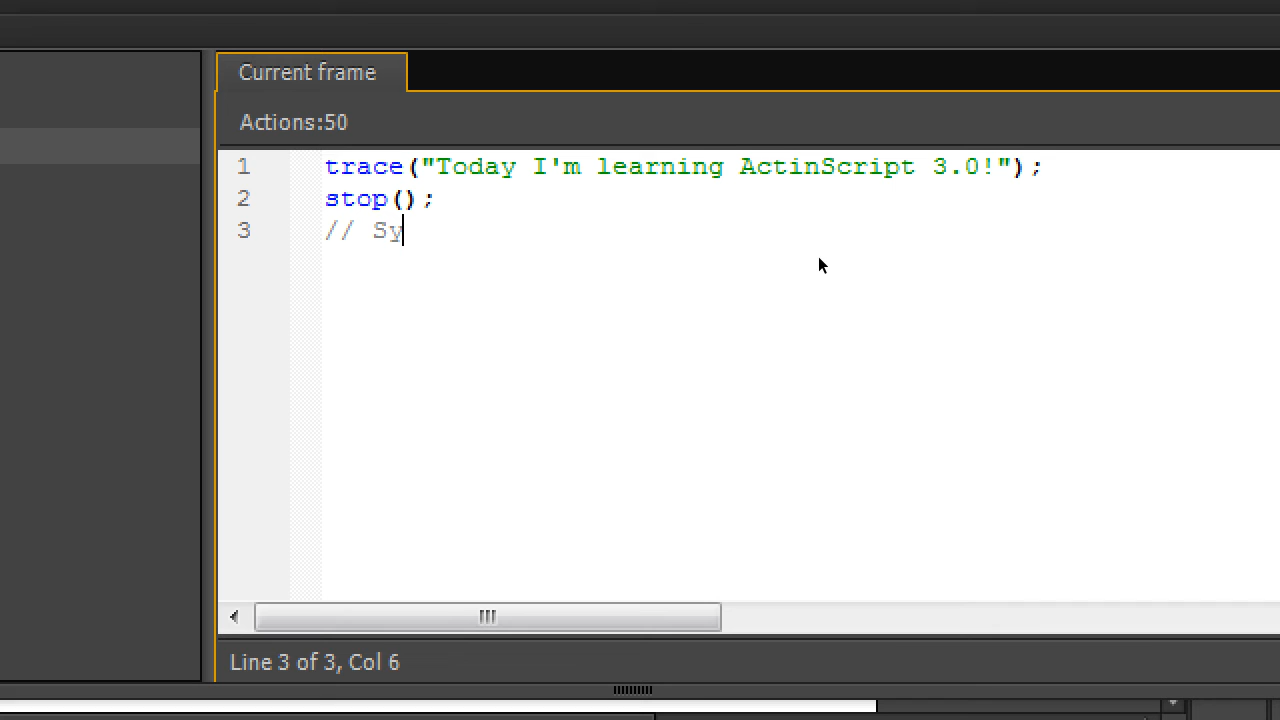 Current frame
Actions:50
1 trace("Today I'm learning ActinScript 3.0!");
2 stop();
3 // Sy
Line 3 of 3, Col 6